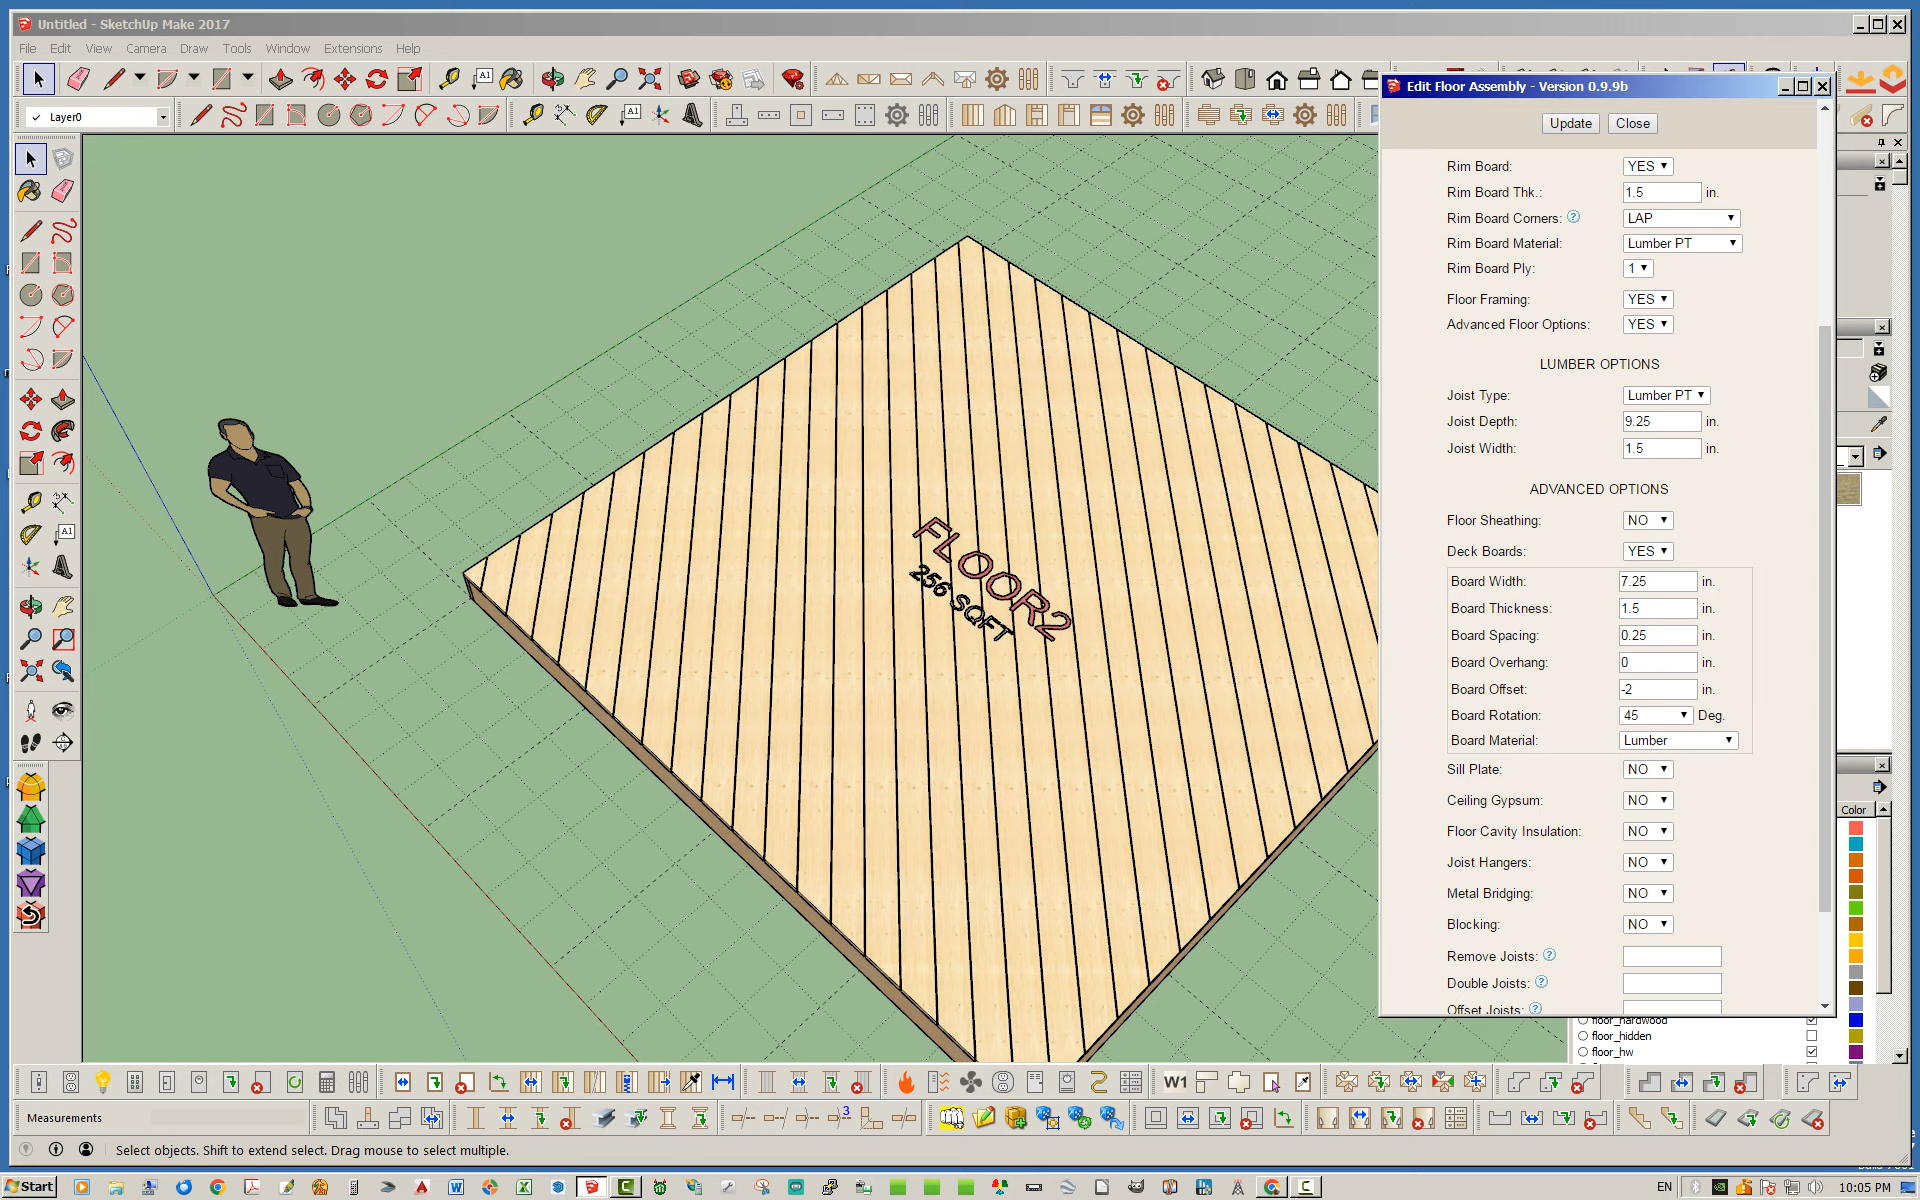 Untitled - SketchUp Make 2017
File Edit View Camera Draw Tools Window Extensions Help
Layer0
Edit Floor Assembly - Version 0.9.9b
Update Close
Rim Board: YES
Rim Board Thk.: 1.5 in.
Rim Board Corners: ? LAP
Rim Board Material: Lumber PT
Rim Board Ply: 1
Floor Framing: YES
Advanced Floor Options: YES
LUMBER OPTIONS
Joist Type: Lumber PT
Joist Depth: 9.25 in.
Joist Width: 1.5 in.
ADVANCED OPTIONS
Floor Sheathing: NO
Deck Boards: YES
Board Width: 7.25 in.
Board Thickness: 1.5 in.
Board Spacing: 0.25 in.
Board Overhang: 0 in.
Board Offset: -2 in.
Board Rotation: 45 Deg.
Board Material: Lumber
Sill Plate: NO
Ceiling Gypsum: NO
Floor Cavity Insulation: NO
Joist Hangers: NO
Metal Bridging: NO
Blocking: NO
Remove Joists: ?
Double Joists: ?
Offset Joists: ?
FLOOR2
256 SQFT
Color
floor_hardwood
floor_hidden
floor_hw
W1
3
Measurements
Select objects. Shift to extend select. Drag mouse to select multiple.
Start
EN
10:05 PM